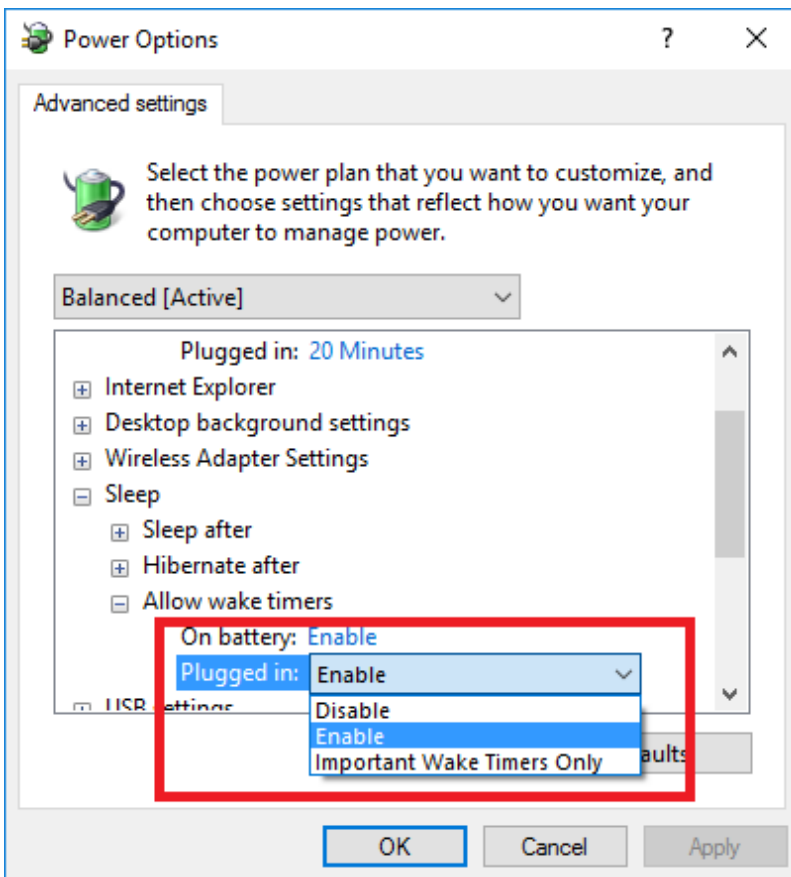 Power Options
Advanced settings
Select the power plan that you want to customize, and
then choose settings that reflect how you want your
computer to manage power.
Balanced [Active]
Plugged in: 20 Minutes
Internet Explorer
Desktop background settings
Wireless Adapter Settings
Sleep
Sleep after
Hibernate after
Allow wake timers
On battery: Enable
Plugged in: Enable
USB settings
Disable
Enable
Important Wake Timers Only
aults
OK Cancel Apply